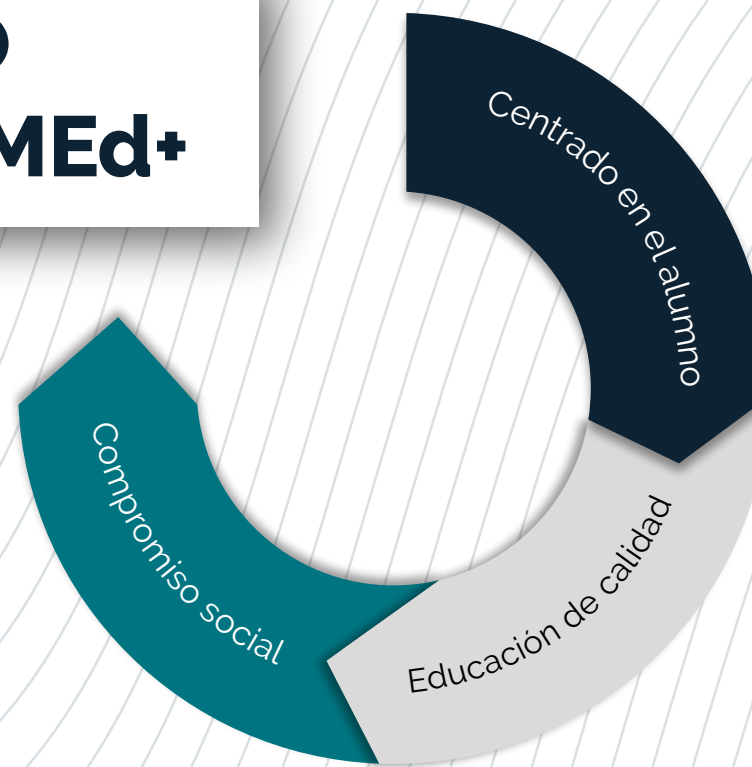 MEd+
Centrado en el alumno
Educación de calidad
Compromiso social